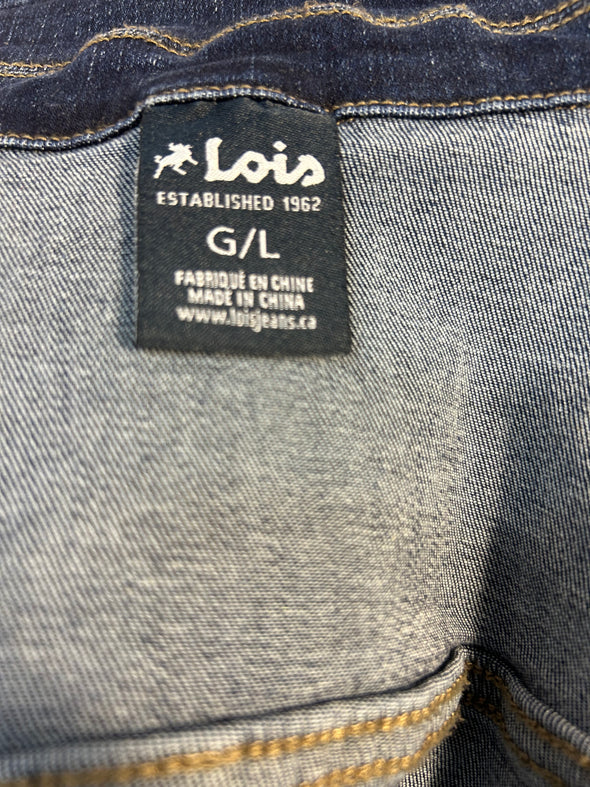 Lois
ESTABLISHED 1962
G/L
FABRIQUÉ EN CHINE
MADE IN CHINA
www.loisjeans.ca